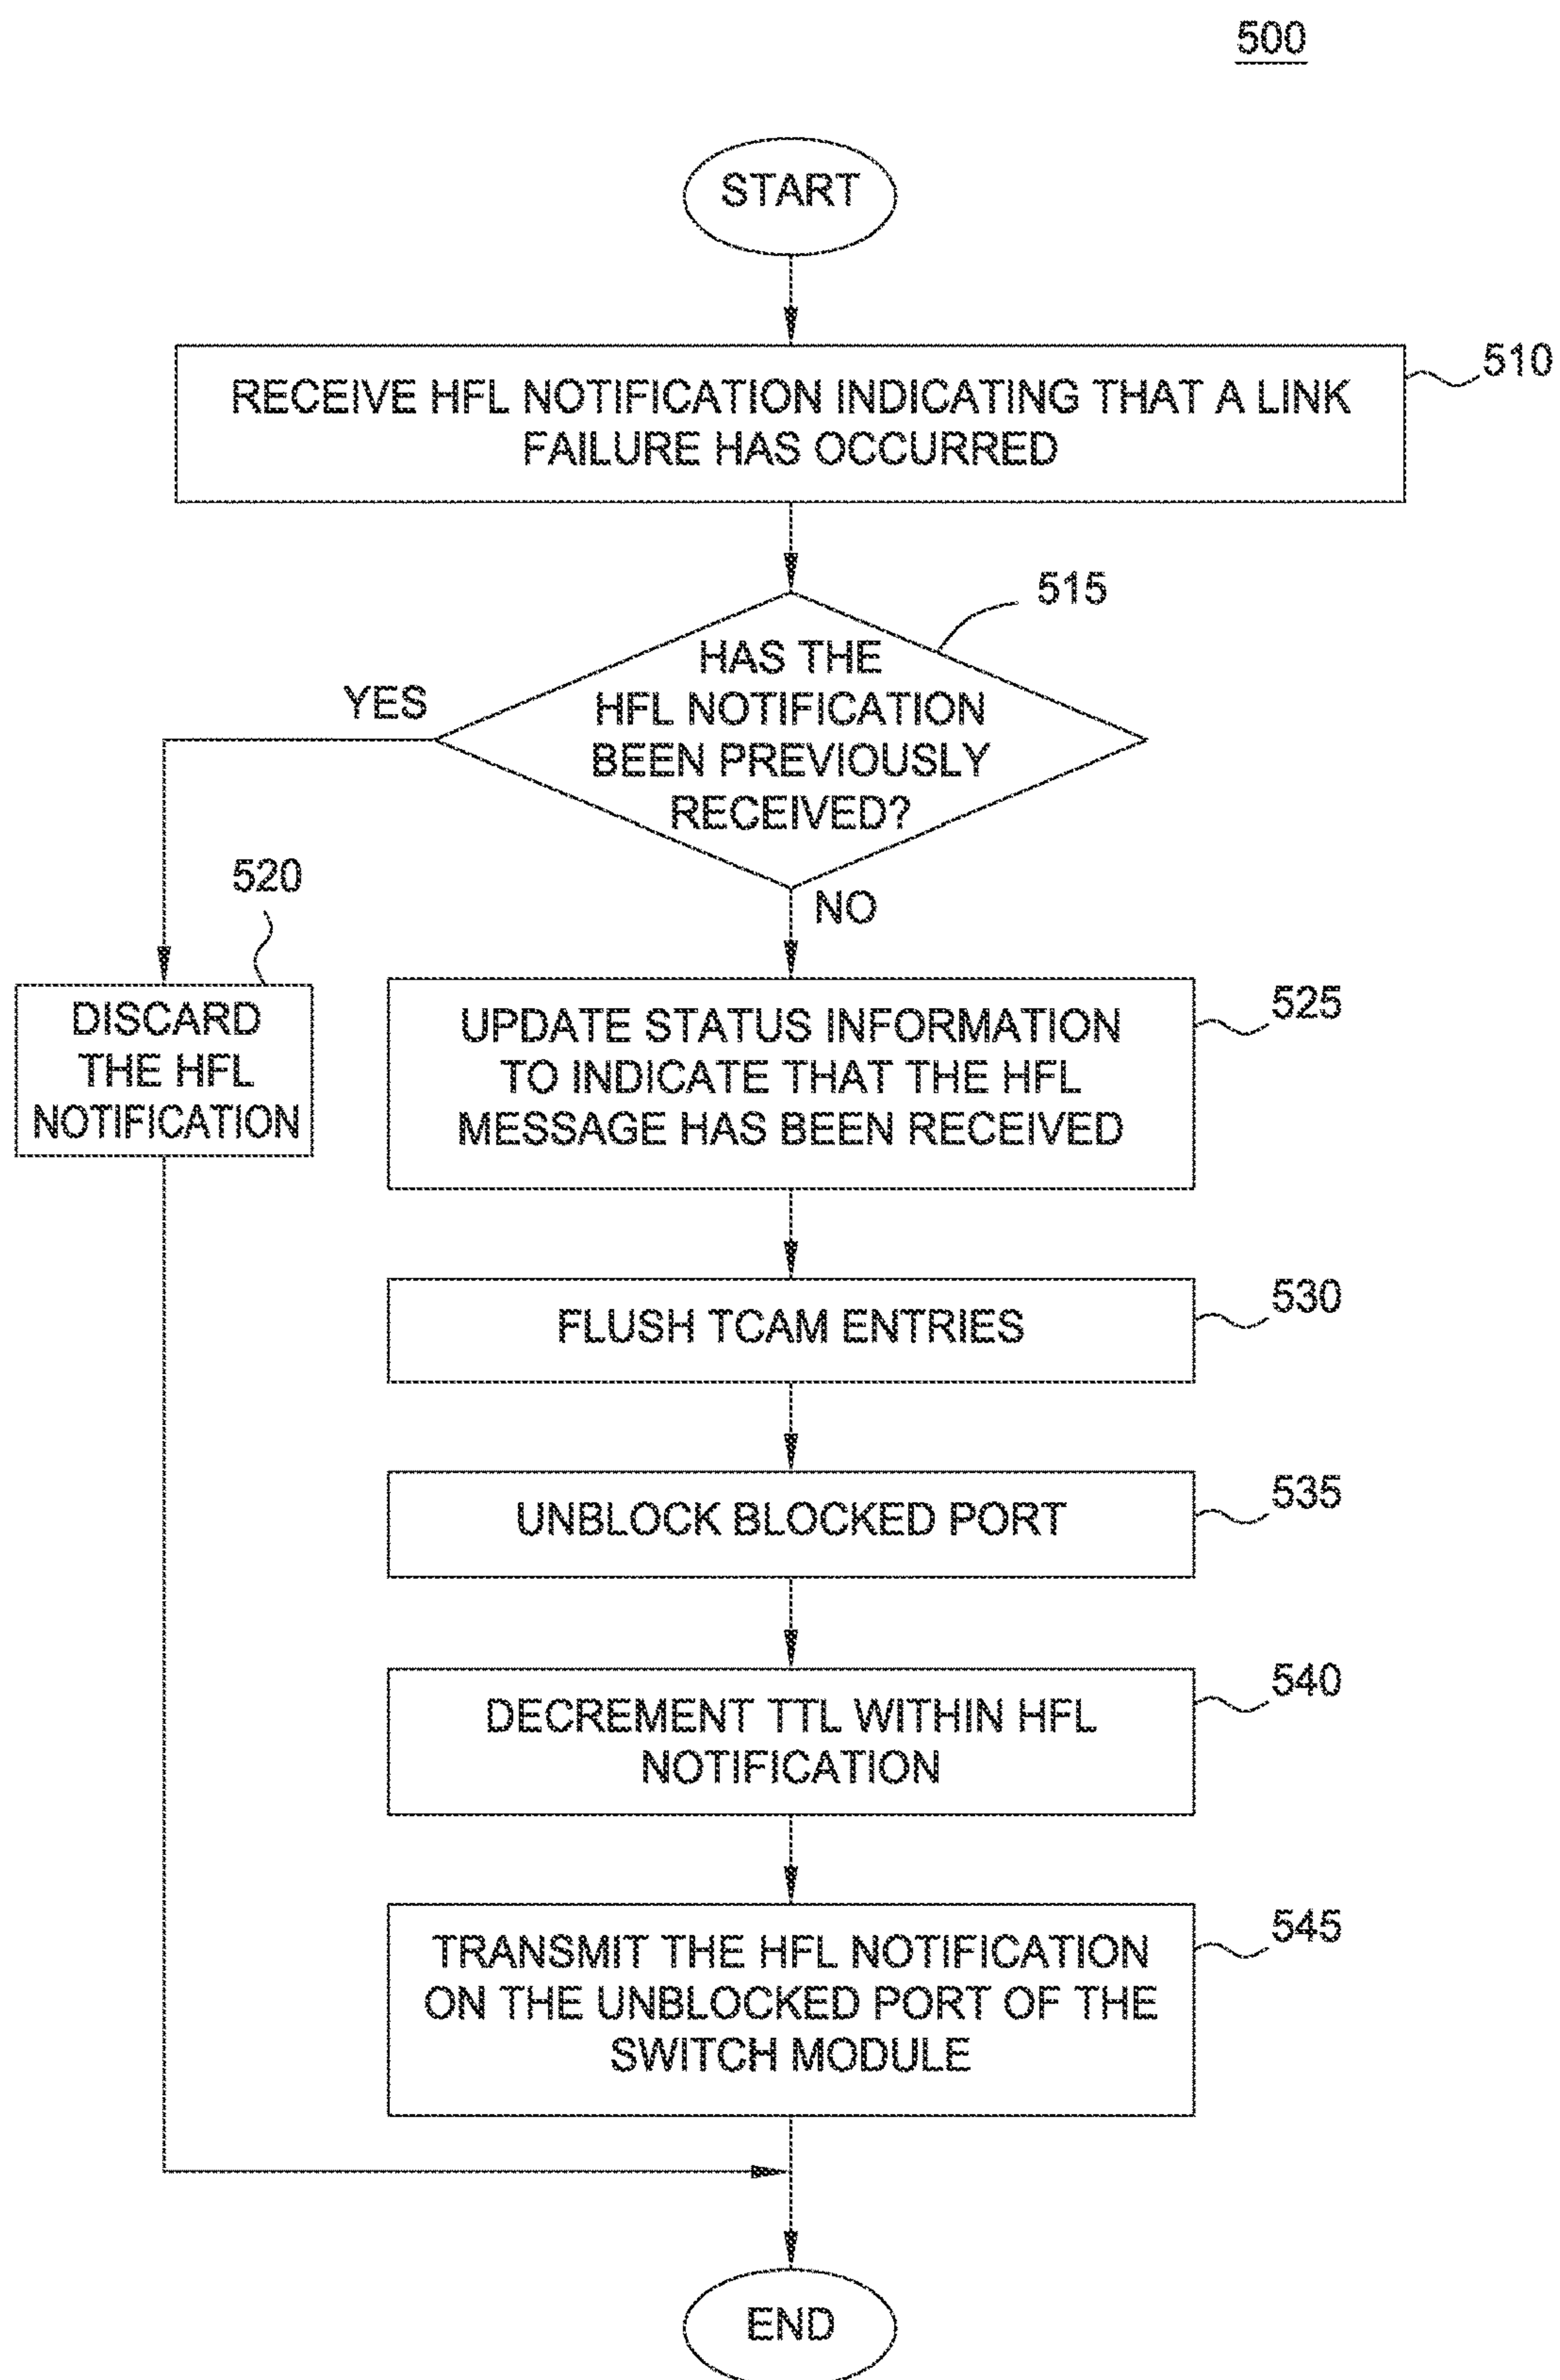 500
START
RECEIVE HFL NOTIFICATION INDICATING THAT A LINK
FAILURE HAS OCCURRED
510
515
HAS THE
HFL NOTIFICATION
BEEN PREVIOUSLY
RECEIVED?
YES
NO
520
DISCARD
THE HFL
NOTIFICATION
UPDATE STATUS INFORMATION
TO INDICATE THAT THE HFL
MESSAGE HAS BEEN RECEIVED
525
FLUSH TCAM ENTRIES
530
UNBLOCK BLOCKED PORT
535
DECREMENT TTL WITHIN HFL
NOTIFICATION
540
TRANSMIT THE HFL NOTIFICATION
ON THE UNBLOCKED PORT OF THE
SWITCH MODULE
545
END